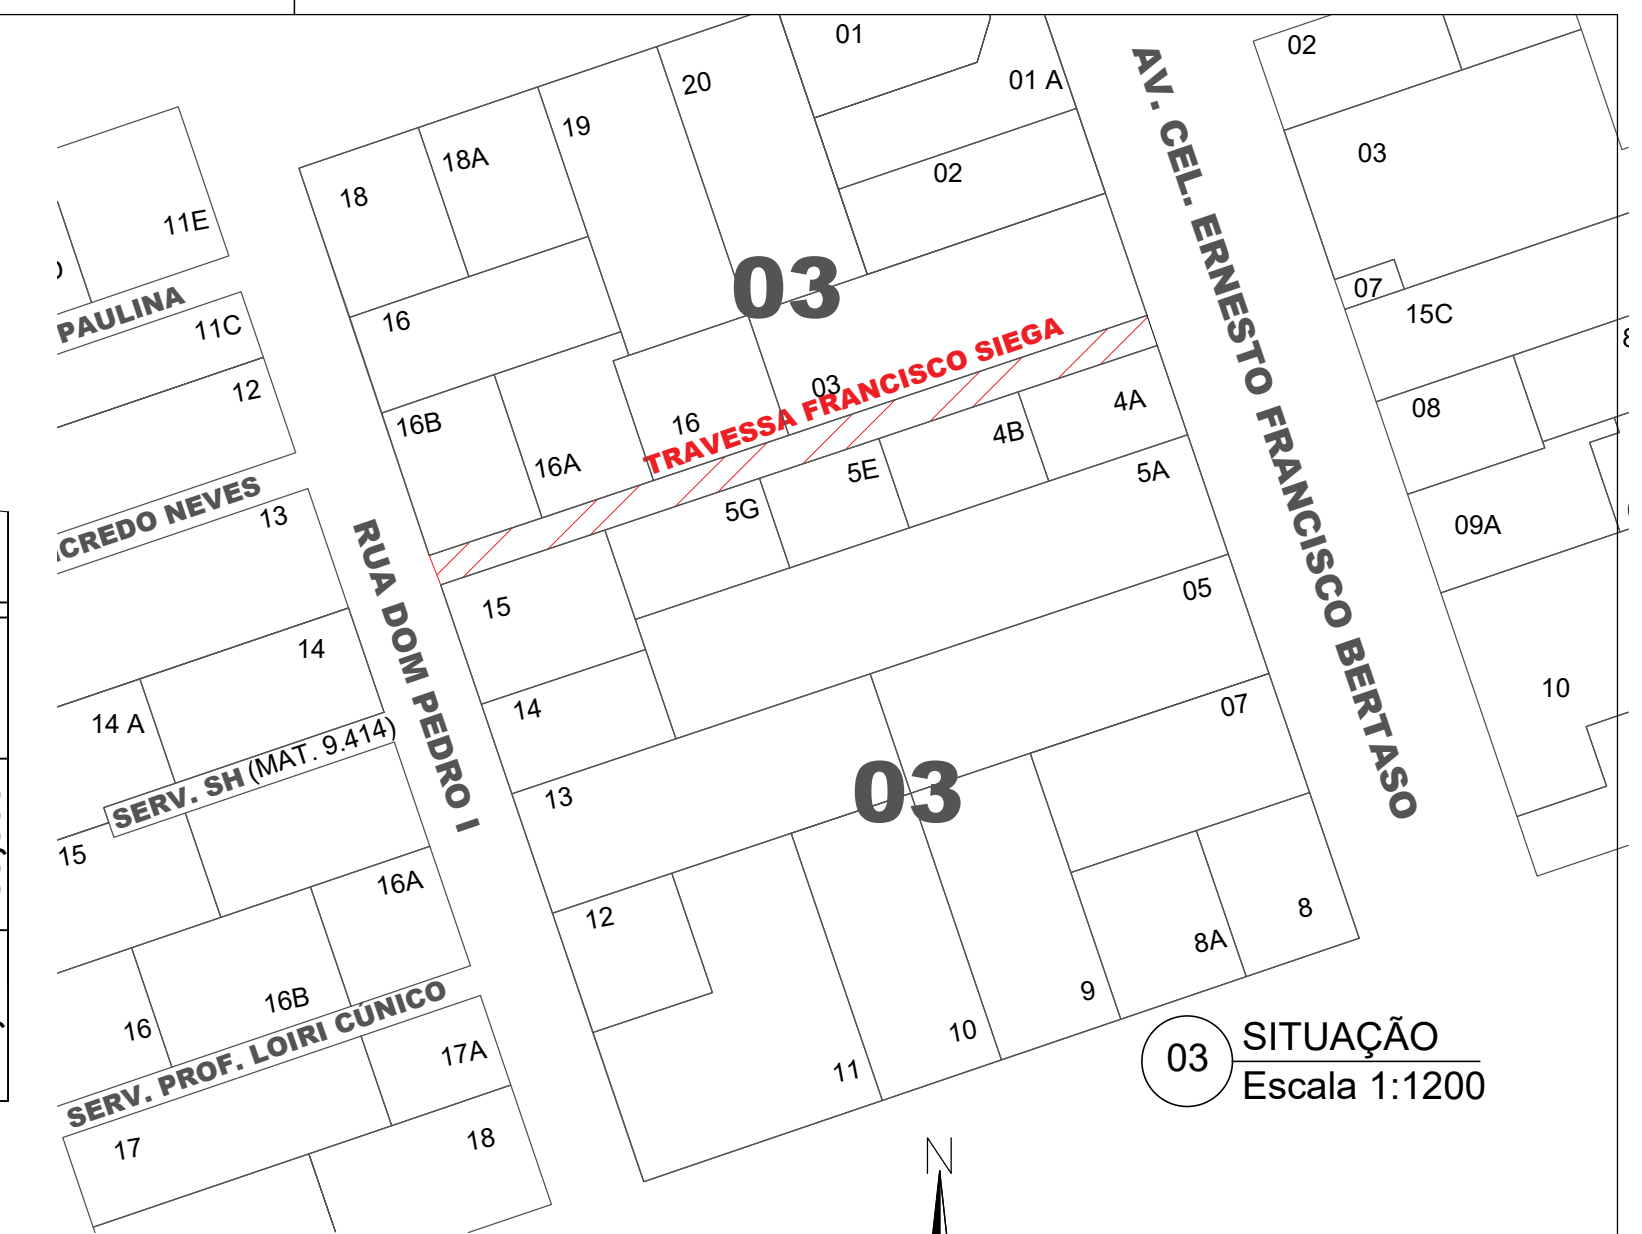 01
02
01 A
20
19
18A
18
02
03
11E
03
PAULINA
11C
16
07
15C
TRAVESSA FRANCISCO SIEGA
03
12
16B
16
16A
4A
4B
08
5E
5A
5G
CREDO NEVES
13
09A
AV. CEL. ERNESTO FRANCISCO BERTASO
RUA DOM PEDRO I
15
05
14
14
14 A
07
10
SERV. SH (MAT. 9.414)
13
03
15
16A
12
8
8A
16B
16
SERV. PROF. LOIRI CÚNICO
9
10
11
17A
17
18
03
SITUAÇÃO
Escala 1:1200
N